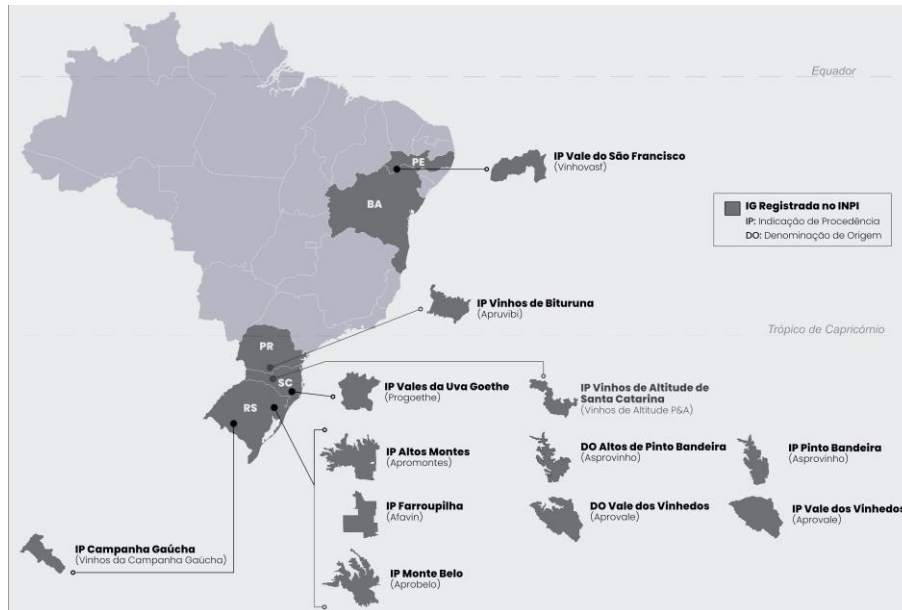 Equador
PE
BA
IP Vale do São Francisco
(Vinhovasf)
IG Registrada no INPI
IP: Indicação de Procedência
DO: Denominação de Origem
IP Vinhos de Bituruna
(Apruvibi)
Trópico de Capricórnio
PR
SC
RS
IP Vales da Uva Goethe
(Progoethe)
IP Vinhos de Altitude de
Santa Catarina
(Vinhos de Altitude P&A)
IP Altos Montes
(Apromontes)
DO Altos de Pinto Bandeira
(Asprovinho)
IP Pinto Bandeira
(Asprovinho)
IP Farroupilha
(Afavin)
DO Vale dos Vinhedos
(Aprovale)
IP Vale dos Vinhedos
(Aprovale)
IP Campanha Gaúcha
(Vinhos da Campanha Gaúcha)
IP Monte Belo
(Aprobelo)